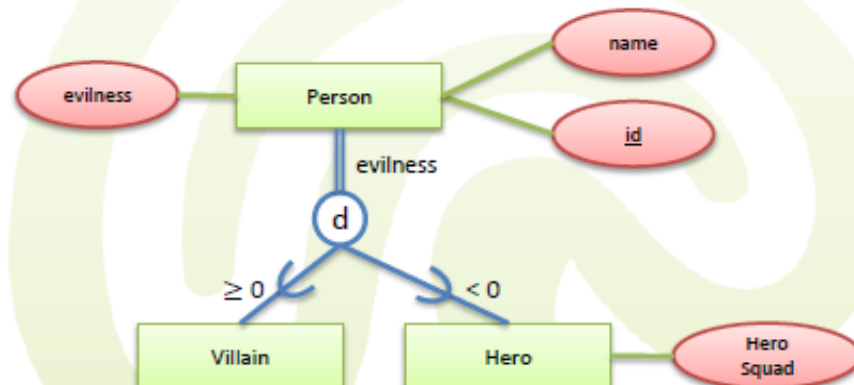 name
evilness
Person
id
evilness
d
≥ 0
< 0
Villain
Hero
Hero
Squad